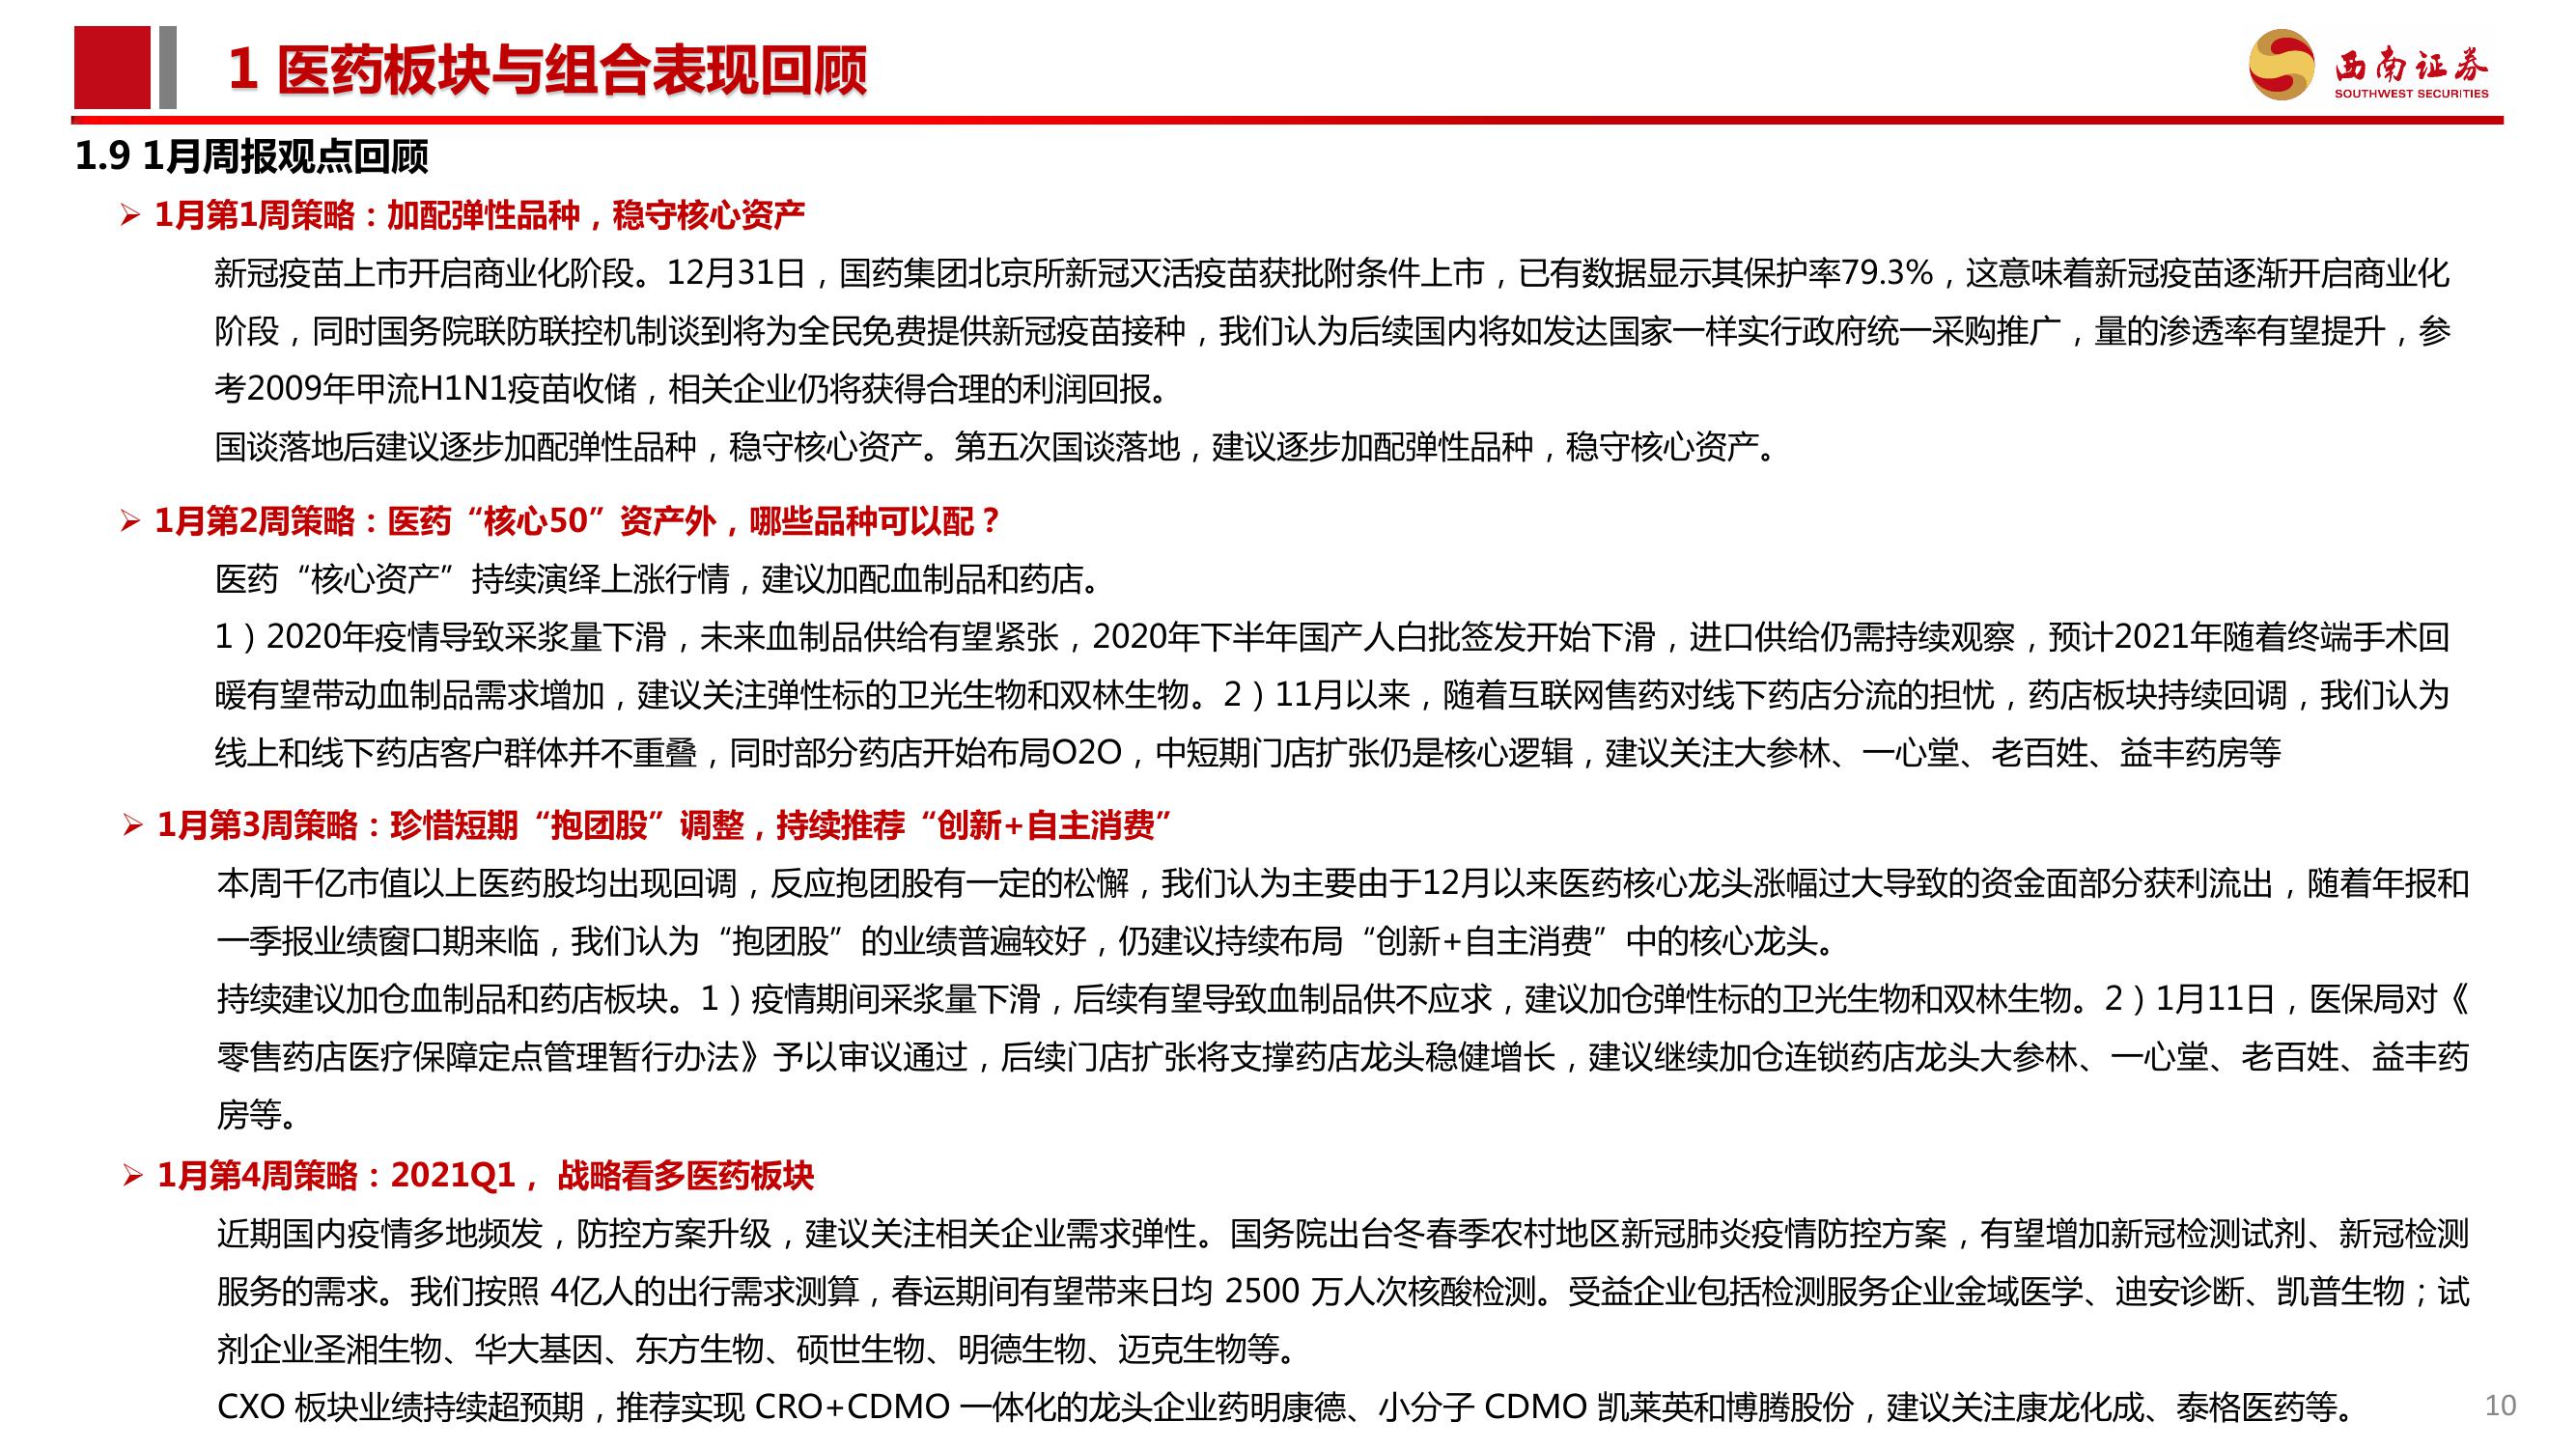 1 医药板块与组合表现回顾
西南证券
SOUTHWEST SECURITIES
1.9 1月周报观点回顾
➢ 1月第1周策略：加配弹性品种，稳守核心资产
新冠疫苗上市开启商业化阶段。12月31日，国药集团北京所新冠灭活疫苗获批附条件上市，已有数据显示其保护率79.3%，这意味着新冠疫苗逐渐开启商业化
阶段，同时国务院联防联控机制谈到将为全民免费提供新冠疫苗接种，我们认为后续国内将如发达国家一样实行政府统一采购推广，量的渗透率有望提升，参
考2009年甲流H1N1疫苗收储，相关企业仍将获得合理的利润回报。
国谈落地后建议逐步加配弹性品种，稳守核心资产。第五次国谈落地，建议逐步加配弹性品种，稳守核心资产。
➢ 1月第2周策略：医药“核心50”资产外，哪些品种可以配？
医药“核心资产”持续演绎上涨行情，建议加配血制品和药店。
1）2020年疫情导致采浆量下滑，未来血制品供给有望紧张，2020年下半年国产人白批签发开始下滑，进口供给仍需持续观察，预计2021年随着终端手术回
暖有望带动血制品需求增加，建议关注弹性标的卫光生物和双林生物。2）11月以来，随着互联网售药对线下药店分流的担忧，药店板块持续回调，我们认为
线上和线下药店客户群体并不重叠，同时部分药店开始布局O2O，中短期门店扩张仍是核心逻辑，建议关注大参林、一心堂、老百姓、益丰药房等
➢ 1月第3周策略：珍惜短期“抱团股”调整，持续推荐“创新+自主消费”
本周千亿市值以上医药股均出现回调，反应抱团股有一定的松懈，我们认为主要由于12月以来医药核心龙头涨幅过大导致的资金面部分获利流出，随着年报和
一季报业绩窗口期来临，我们认为“抱团股”的业绩普遍较好，仍建议持续布局“创新+自主消费”中的核心龙头。
持续建议加仓血制品和药店板块。1）疫情期间采浆量下滑，后续有望导致血制品供不应求，建议加仓弹性标的卫光生物和双林生物。2）1月11日，医保局对《
零售药店医疗保障定点管理暂行办法》予以审议通过，后续门店扩张将支撑药店龙头稳健增长，建议继续加仓连锁药店龙头大参林、一心堂、老百姓、益丰药
房等。
➢ 1月第4周策略：2021Q1， 战略看多医药板块
近期国内疫情多地频发，防控方案升级，建议关注相关企业需求弹性。国务院出台冬春季农村地区新冠肺炎疫情防控方案，有望增加新冠检测试剂、新冠检测
服务的需求。我们按照 4亿人的出行需求测算，春运期间有望带来日均 2500 万人次核酸检测。受益企业包括检测服务企业金域医学、迪安诊断、凯普生物；试
剂企业圣湘生物、华大基因、东方生物、硕世生物、明德生物、迈克生物等。
CXO 板块业绩持续超预期，推荐实现 CRO+CDMO 一体化的龙头企业药明康德、小分子 CDMO 凯莱英和博腾股份，建议关注康龙化成、泰格医药等。
10